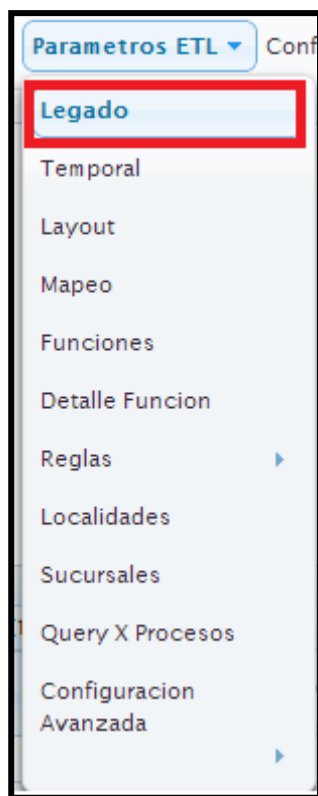 Parametros ETL Conf
Legado
Temporal
Layout
Mapeo
Funciones
Detalle Funcion
Reglas
Localidades
Sucursales
Query X Procesos
Configuracion
Avanzada